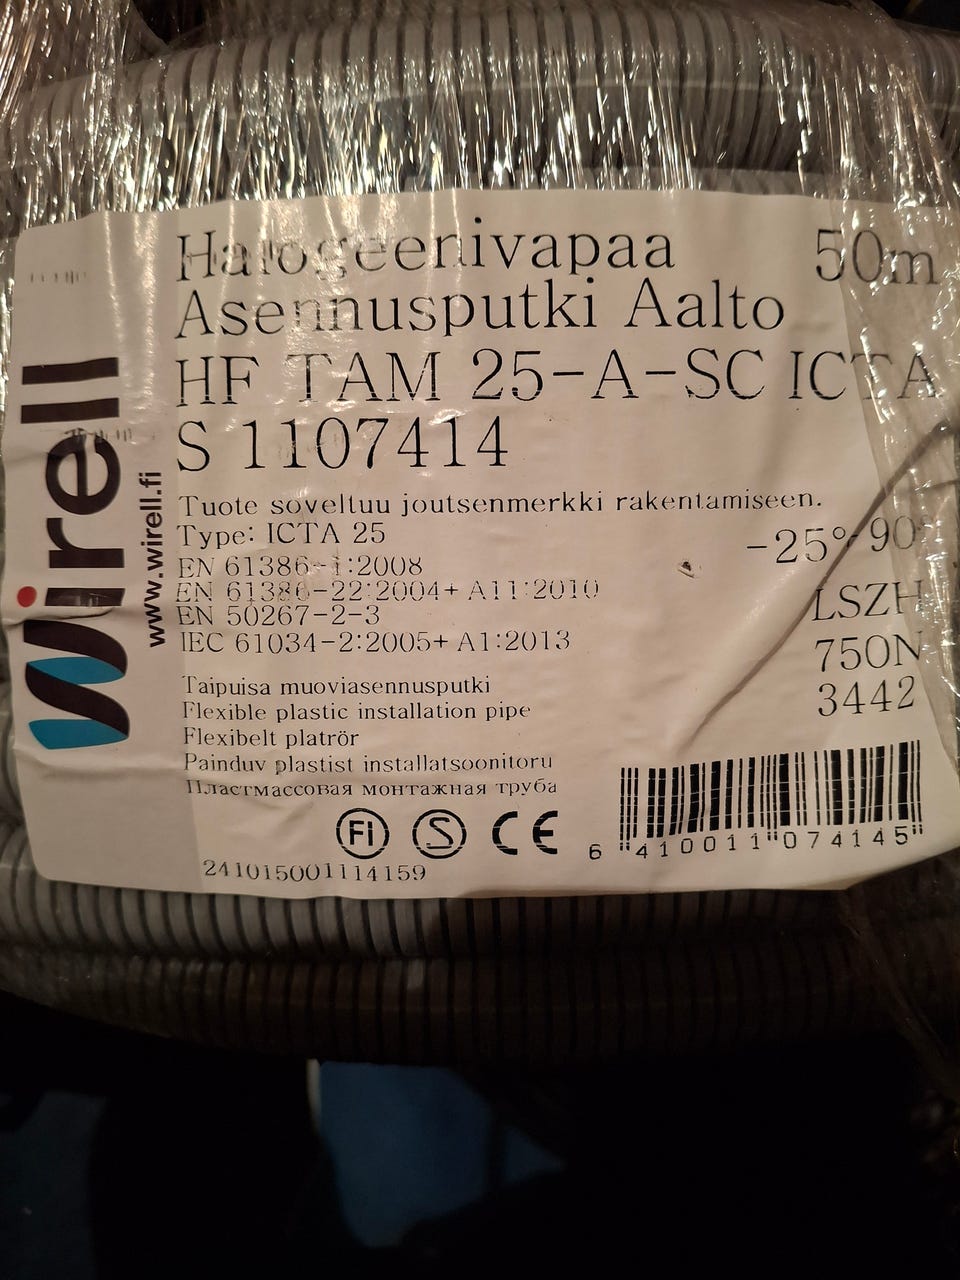 Halogeenivapaa 50m
Asennusputki Aalto
HF TAM 25-A-SC ICTA
S 1107414
Tuote soveltuu joutsenmerkki rakentamiseen.
Type: ICTA 25
-25° 90°
EN 61386-1:2008
EN 61386-22:2004+ A11:2010
EN 50267-2-3
IEC 61034-2:2005+ A1:2013
LSZH
750N
3442
Taipuisa muoviasennusputki
Flexible plastic installation pipe
Flexibelt platrör
Painduv plastist installatsoonitoru
Пластмассовая монтажная труба
FI S CE
6 410011 074145
241015001114159
wirell
www.wirell.fi